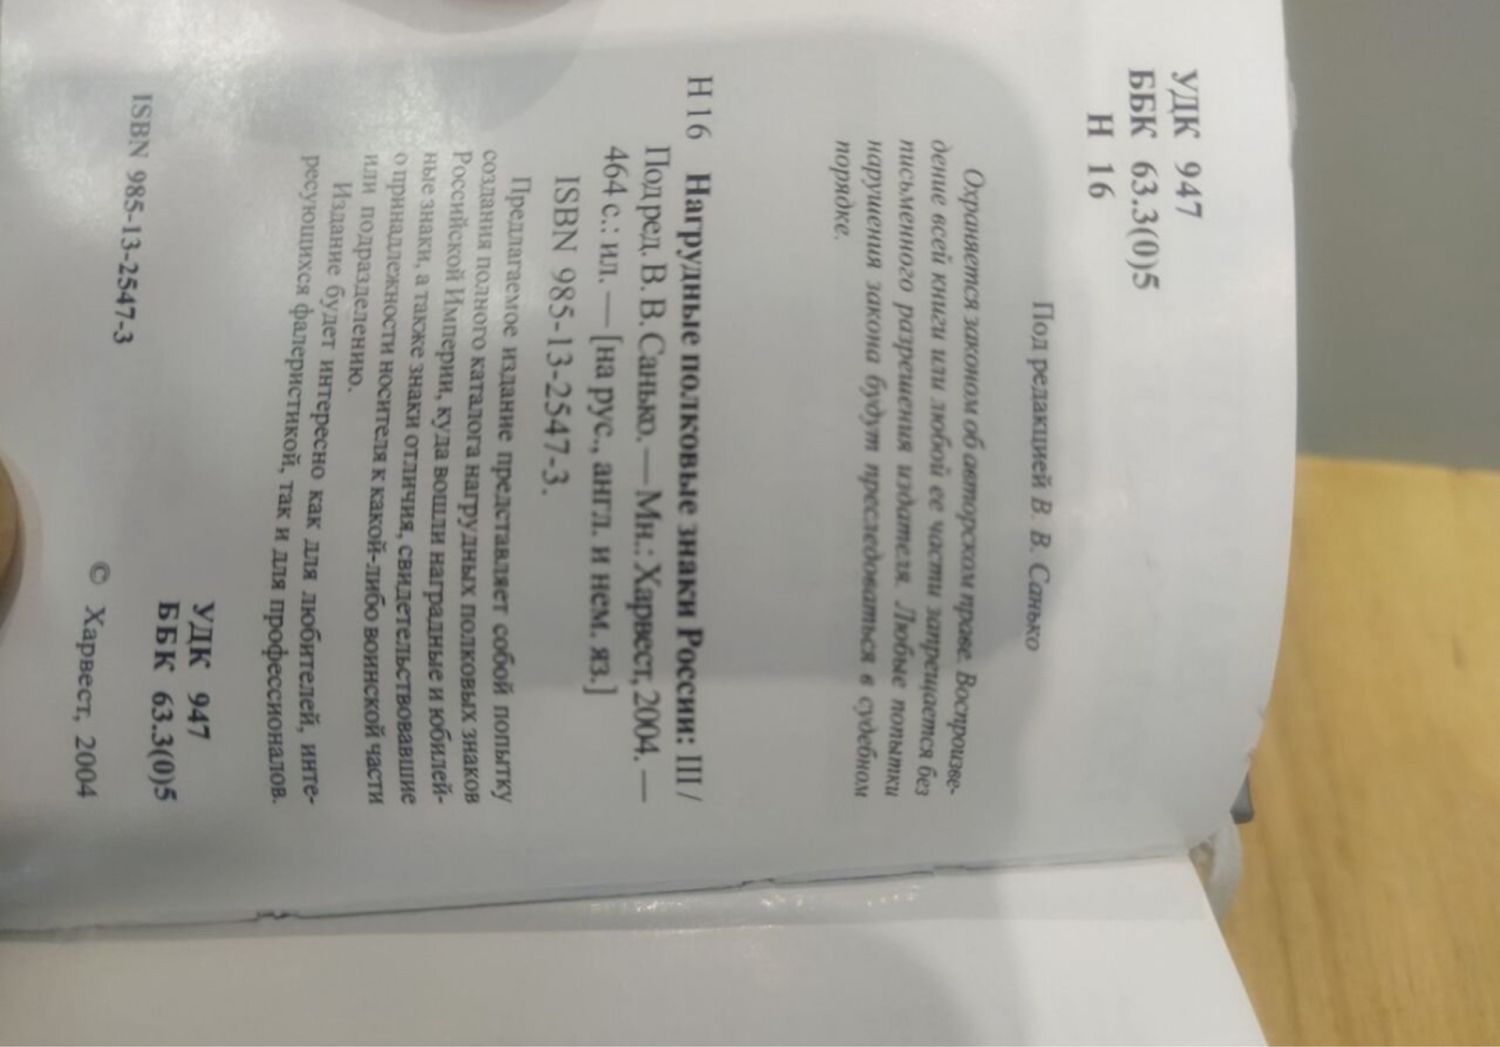 УДК 947
ББК 63.3(0)5
Н 16
Под редакцией В. В. Санько
Охраняется законом об авторском праве. Воспроизве-
дение всей книги или любой ее части запрещается без
письменного разрешения издателя. Любые попытки
нарушения закона будут преследоваться в судебном
порядке.
Н 16 Нагрудные полковые знаки России: III /
Под ред. В. В. Санько. — Мн.: Харвест, 2004. —
464 с.: ил. — [на рус., англ. и нем. яз.]
ISBN 985-13-2547-3.
Предлагаемое издание представляет собой попытку
создания полного каталога нагрудных полковых знаков
Российской Империи, куда вошли наградные и юбилей-
ные знаки, а также знаки отличия, свидетельствовавшие
о принадлежности носителя к какой-либо воинской части
или подразделению.
Издание будет интересно как для любителей, инте-
ресующихся фалеристикой, так и для профессионалов.
УДК 947
ББК 63.3(0)5
ISBN 985-13-2547-3
© Харвест, 2004